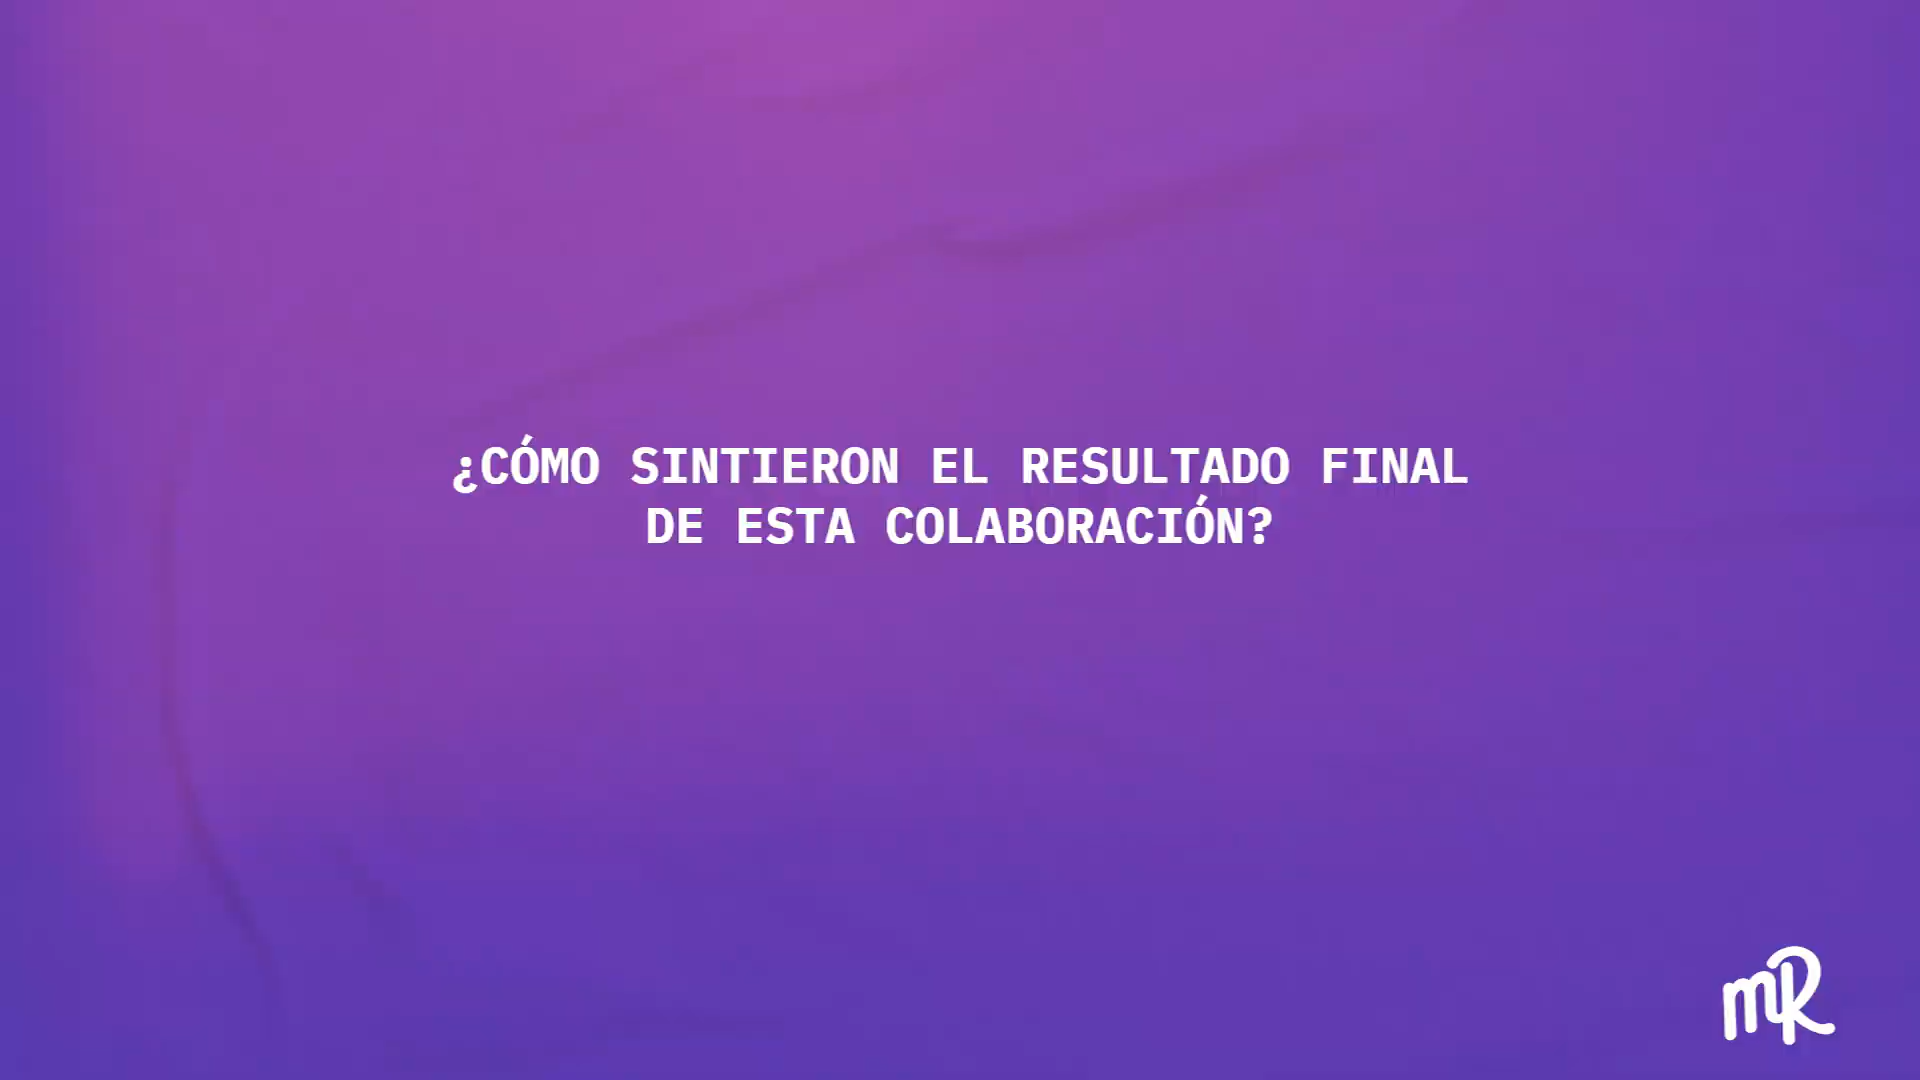 ¿CÓMO SINTIERON EL RESULTADO FINAL
DE ESTA COLABORACIÓN?
mR